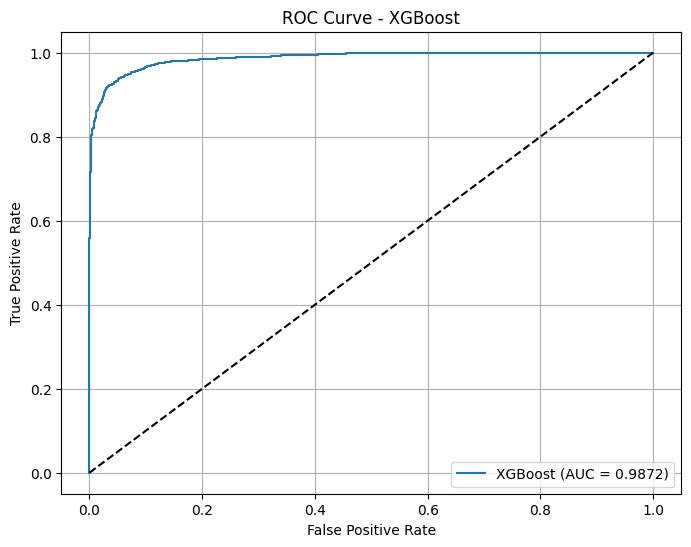 ROC Curve - XGBoost
True Positive Rate
1.0
0.8
0.6
0.4
0.2
0.0
XGBoost (AUC = 0.9872)
0.0 0.2 0.4 0.6 0.8 1.0
False Positive Rate